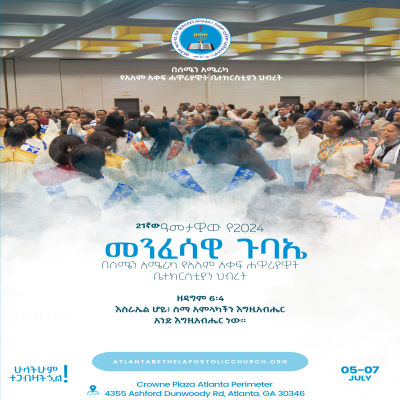 በሰሜን አሜሪካ
የአለም አቀፍ ሐዋሪያዊት ቤተክርስቲያን ህብረት
21ኛው ዓመታዊው የ2024
መንፈሳዊ ጉባኤ
በሰሜን አሜሪካ የአለም አቀፍ ሐዋሪያዊት
ቤተክርስቲያን ህብረት
ዘዳግም 6:4
እስራኤል ሆይ፤ ስማ አምላካችን እግዚአብሔር
አንድ እግዚአብሔር ነው።
ATLANTABETHELAPOSTOLICCHURCH.ORG
ሁላችሁም
ተጋብዛችኋል!
05-07
JULY
Crowne Plaza Atlanta Perimeter
4355 Ashford Dunwoody Rd, Atlanta, GA 30346